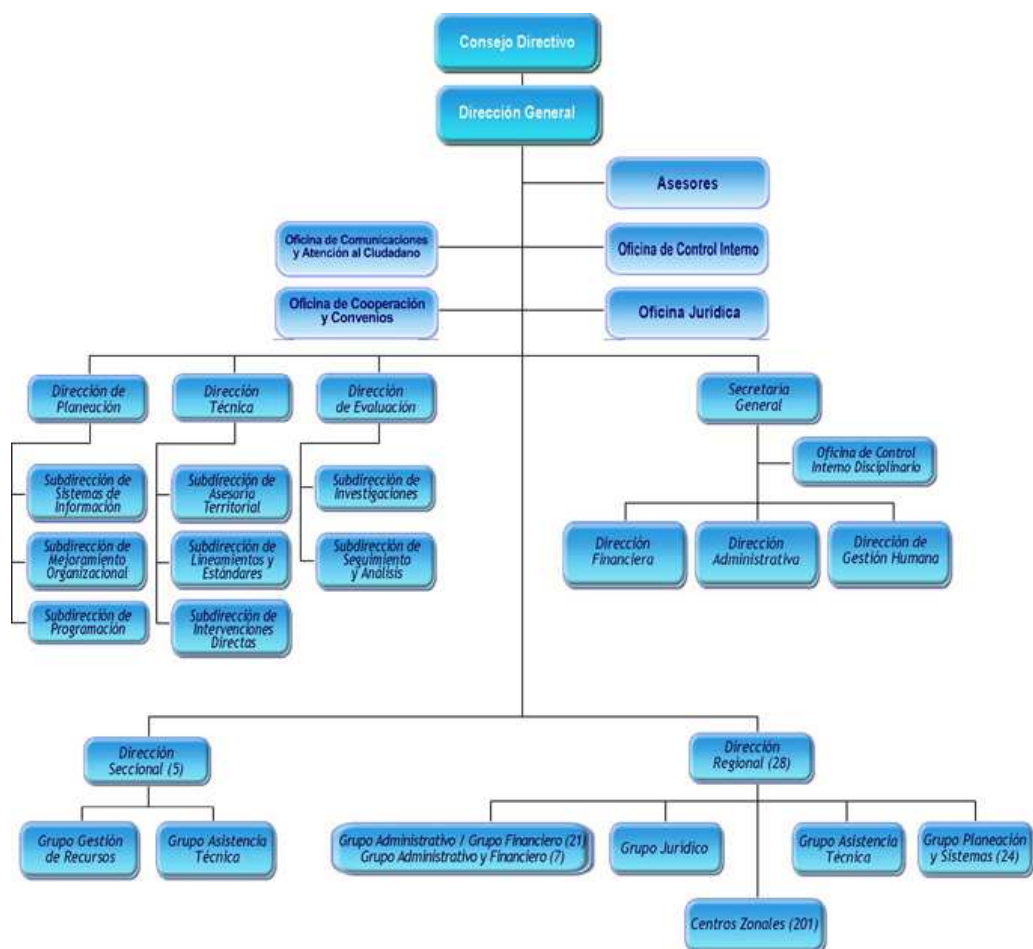 Consejo Directivo
Dirección General
Asesores
Oficina de Comunicaciones
y Atención al Ciudadano
Oficina de Control Interno
Oficina de Cooperación
y Convenios
Oficina Jurídica
Dirección de
Planeación
Dirección
Técnica
Dirección
de Evaluación
Secretaria
General
Oficina de Control
Interno Disciplinario
Subdirección de
Sistemas de
Información
Subdirección de
Asesoria
Territorial
Subdirección
de Investigaciones
Dirección
Financiera
Dirección
Administrativa
Dirección de
Gestión Humana
Subdirección de
Mejoramiento
Organizacional
Subdirección de
Lineamientos y
Estándares
Subdirección de
Seguimiento
y Análisis
Subdirección de
Programación
Subdirección de
Intervenciones
Directas
Dirección
Seccional (5)
Dirección
Regional (28)
Grupo Gestión
de Recursos
Grupo Asistencia
Técnica
Grupo Administrativo / Grupo Financiero (21)
Grupo Administrativo y Financiero (7)
Grupo Jurídico
Grupo Asistencia
Técnica
Grupo Planeación
y Sistemas (24)
Centros Zonales (201)